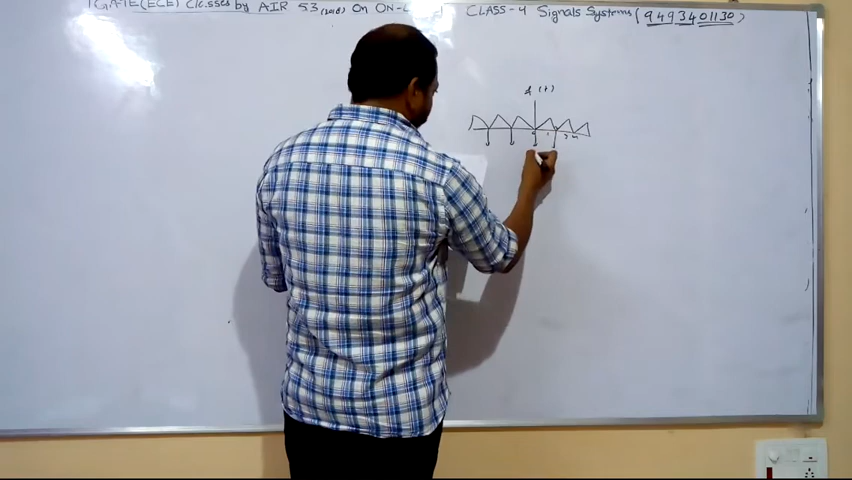 GATE(ECE) Classes by AIR 53 (2018) On ON-L CLASS-4 Signals Systems (9493401130)
(t)